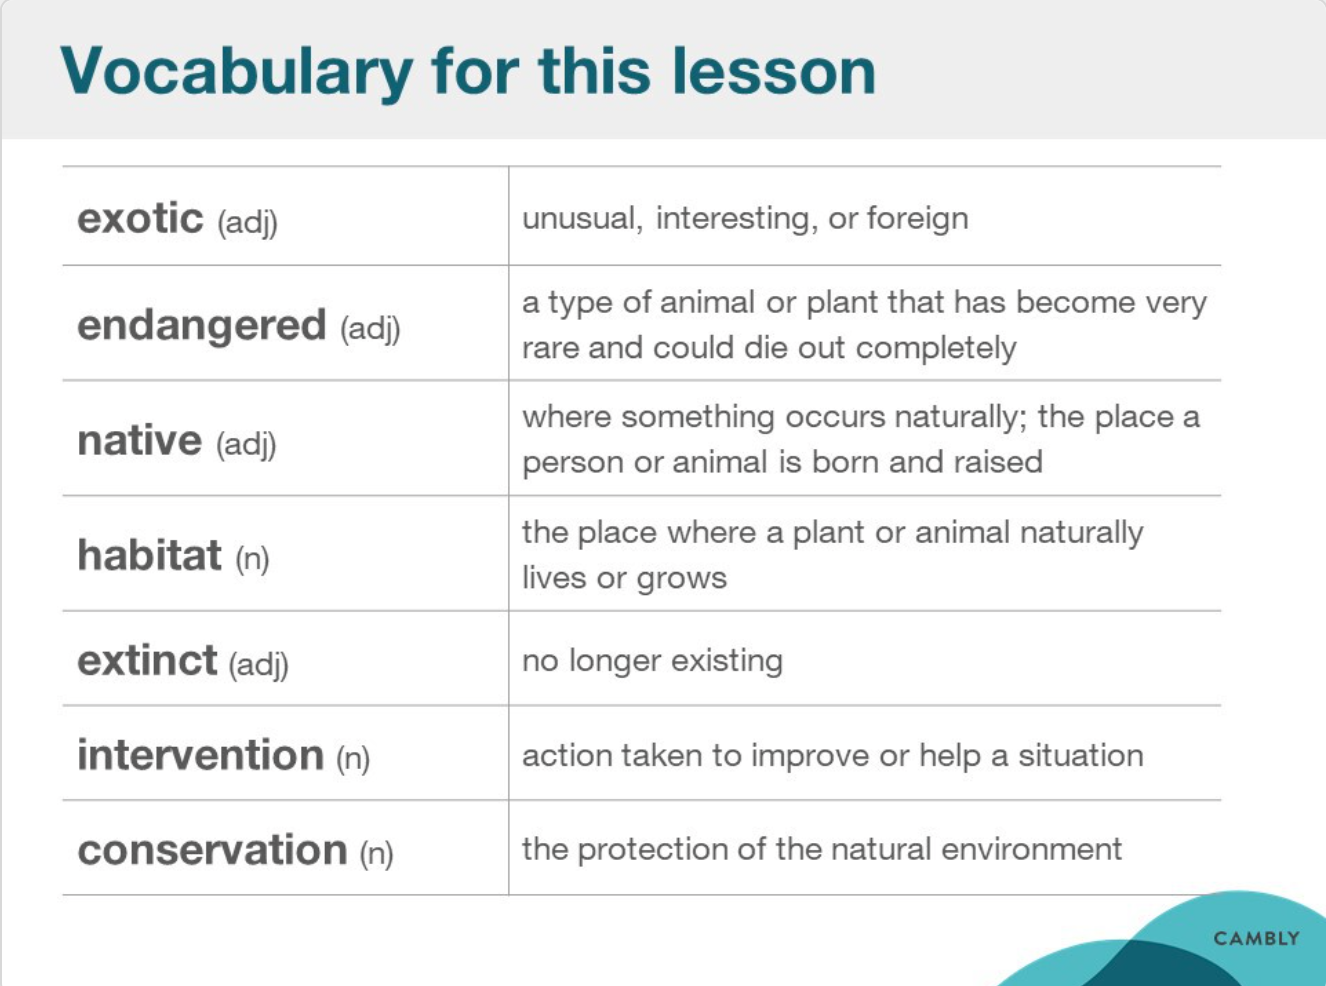 Vocabulary for this lesson
exotic (adj)
unusual, interesting, or foreign
endangered (adj)
a type of animal or plant that has become very
rare and could die out completely
native (adj)
where something occurs naturally; the place a
person or animal is born and raised
habitat (n)
the place where a plant or animal naturally
lives or grows
extinct (adj)
no longer existing
intervention (n)
action taken to improve or help a situation
conservation (n)
the protection of the natural environment
CAMBLY